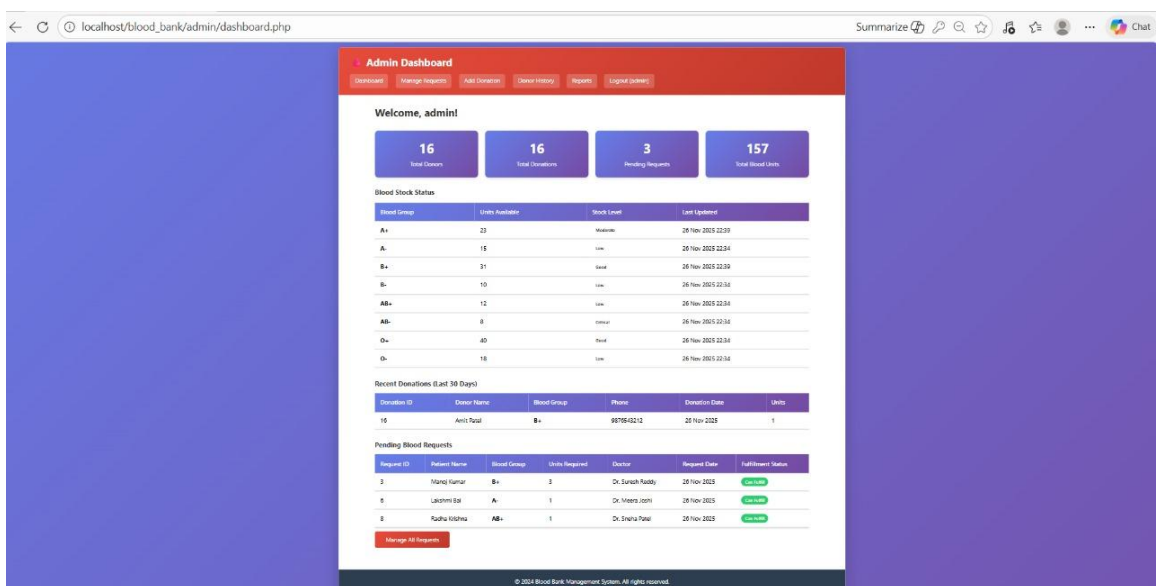 localhost/blood_bank/admin/dashboard.php Summarize Chat
Admin Dashboard
Dashboard Manage Requests Add Donation Donor History Reports Logout (admin)
Welcome, admin!
16 16 3 157
Total Donors Total Donations Pending Requests Total Blood Units
Blood Stock Status
Blood Group Units Available Stock Level Last Updated
A+ 23 Moderate 26 Nov 2025 22:39
A- 15 Low 26 Nov 2025 22:34
B+ 31 Good 26 Nov 2025 22:39
B- 10 Low 26 Nov 2025 22:34
AB+ 12 Low 26 Nov 2025 22:34
AB- 8 Critical 26 Nov 2025 22:34
O+ 40 Good 26 Nov 2025 22:34
O- 18 Low 26 Nov 2025 22:34
Recent Donations (Last 30 Days)
Donation ID Donor Name Blood Group Phone Donation Date Units
16 Amit Patel B+ 9876543212 26 Nov 2025 1
Pending Blood Requests
Request ID Patient Name Blood Group Units Required Doctor Request Date Fulfillment Status
3 Manoj Kumar B+ 3 Dr. Suresh Reddy 26 Nov 2025 Can Fulfill
6 Lakshmi Bai A- 1 Dr. Meera Joshi 26 Nov 2025 Can Fulfill
8 Radha Krishna AB+ 1 Dr. Sneha Patel 26 Nov 2025 Can Fulfill
Manage All Requests
© 2024 Blood Bank Management System. All rights reserved.